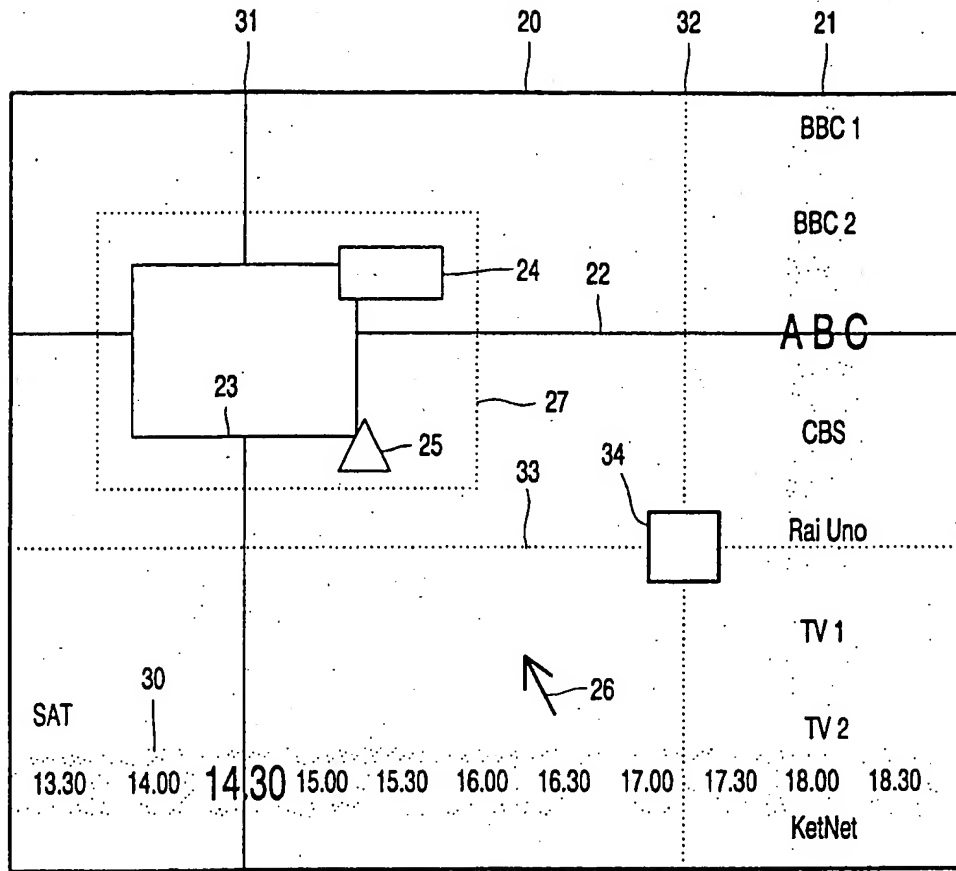 31 20 32 21
BBC 1
BBC 2
24 22
A B C
23 27
25 CBS
33 34
Rai Uno
TV 1
30 26
SAT
TV 2
13.30 14.00 14.30 15.00 15.30 16.00 16.30 17.00 17.30 18.00 18.30
KetNet